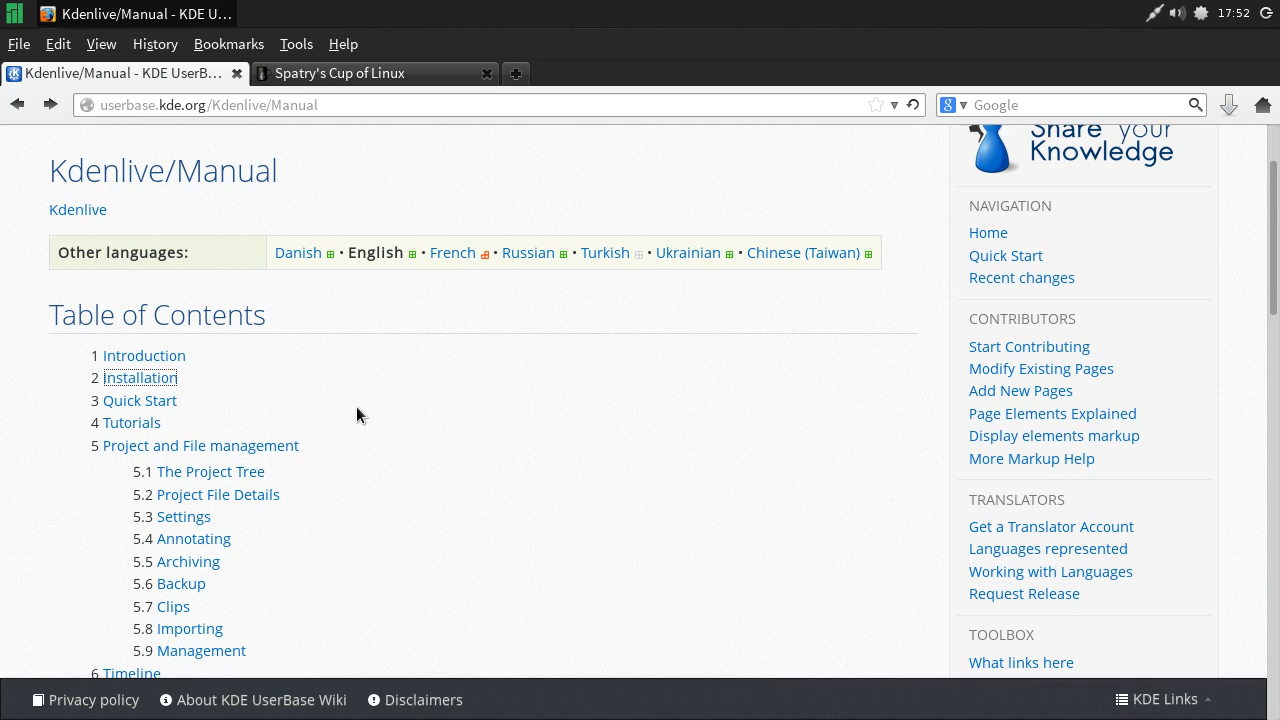 Kdenlive/Manual - KDE U...
17:52
File Edit View History Bookmarks Tools Help
Kdenlive/Manual - KDE UserB...
Spatry's Cup of Linux
userbase.kde.org/Kdenlive/Manual
Google
Kdenlive/Manual
Kdenlive
Other languages:
Danish • English • French • Russian • Turkish • Ukrainian • Chinese (Taiwan)
Table of Contents
1 Introduction
2 Installation
3 Quick Start
4 Tutorials
5 Project and File management
5.1 The Project Tree
5.2 Project File Details
5.3 Settings
5.4 Annotating
5.5 Archiving
5.6 Backup
5.7 Clips
5.8 Importing
5.9 Management
6 Timeline
Share your
Knowledge
NAVIGATION
Home
Quick Start
Recent changes
CONTRIBUTORS
Start Contributing
Modify Existing Pages
Add New Pages
Page Elements Explained
Display elements markup
More Markup Help
TRANSLATORS
Get a Translator Account
Languages represented
Working with Languages
Request Release
TOOLBOX
What links here
Privacy policy About KDE UserBase Wiki Disclaimers
KDE Links